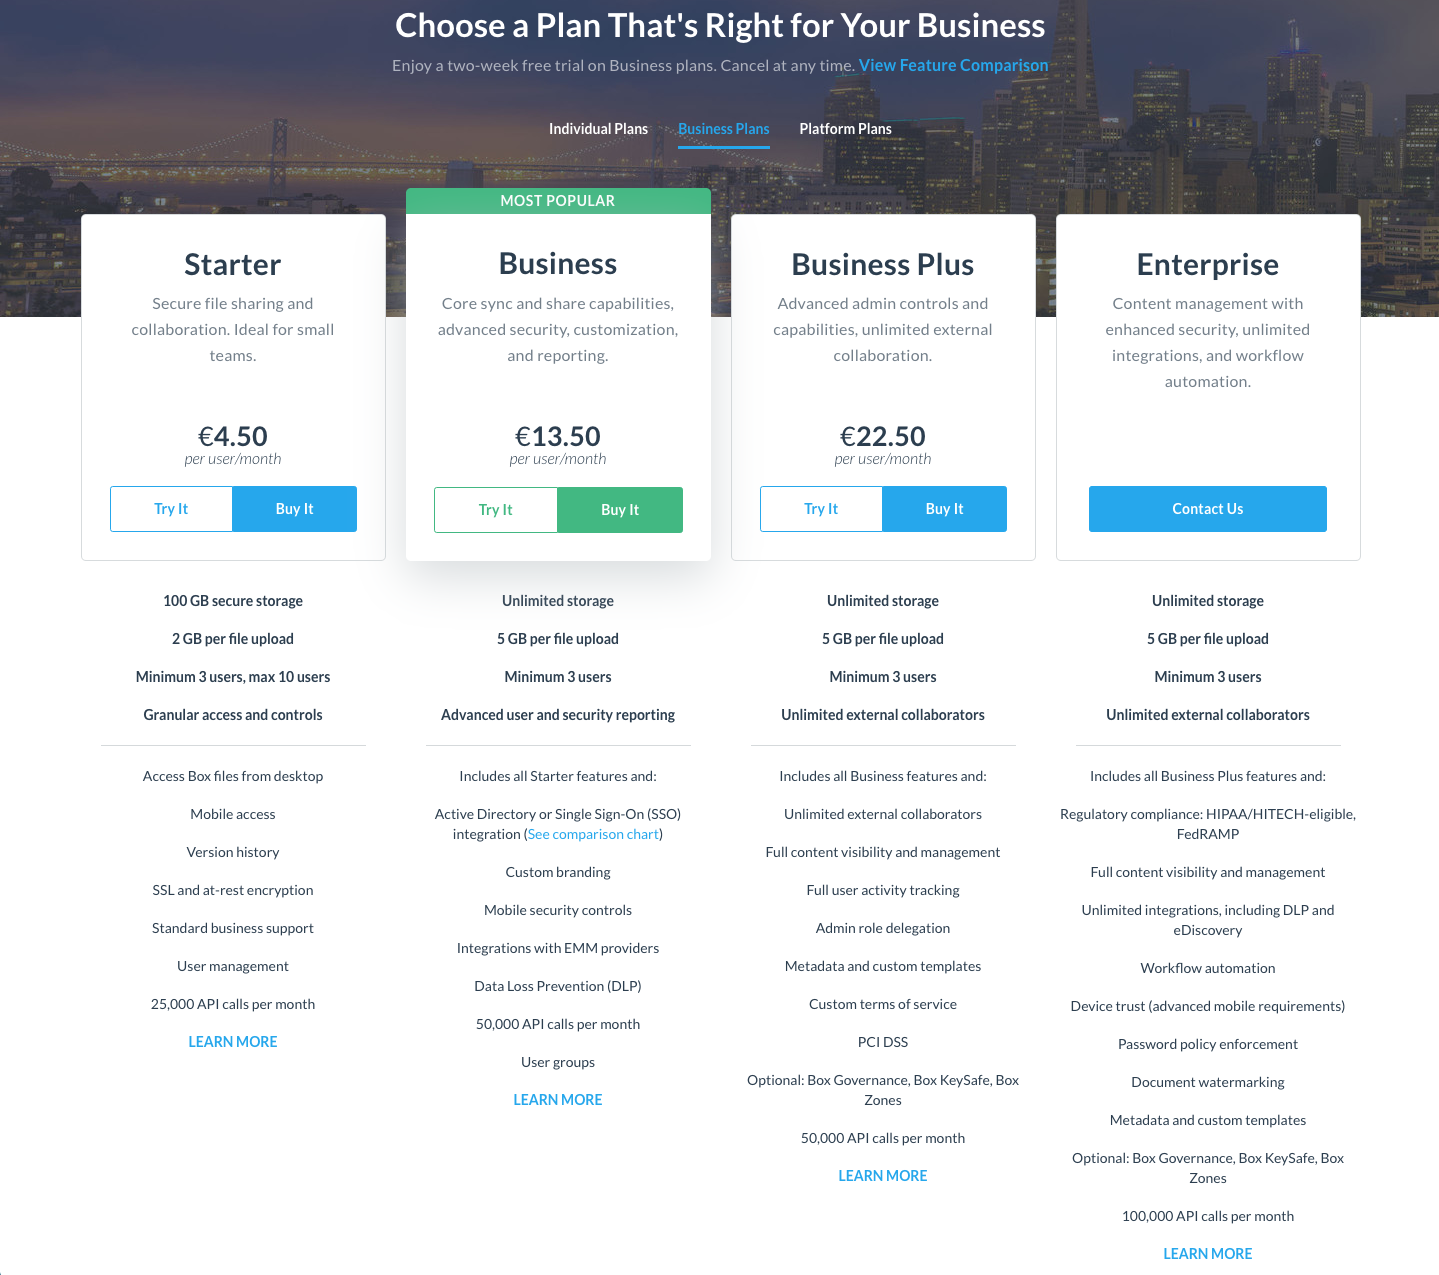 Choose a Plan That's Right for Your Business
Enjoy a two-week free trial on Business plans. Cancel at any time. View Feature Comparison
Individual Plans
Business Plans
Platform Plans
Starter
Secure file sharing and
collaboration. Ideal for small
teams.
€4.50
per user/month
Try It
Buy It
100 GB secure storage
2 GB per file upload
Minimum 3 users, max 10 users
Granular access and controls
Access Box files from desktop
Mobile access
Version history
SSL and at-rest encryption
Standard business support
User management
25,000 API calls per month
LEARN MORE
MOST POPULAR
Business
Core sync and share capabilities,
advanced security, customization,
and reporting.
€13.50
per user/month
Try It
Buy It
Unlimited storage
5 GB per file upload
Minimum 3 users
Advanced user and security reporting
Includes all Starter features and:
Active Directory or Single Sign-On (SSO)
integration (See comparison chart)
Custom branding
Mobile security controls
Integrations with EMM providers
Data Loss Prevention (DLP)
50,000 API calls per month
User groups
LEARN MORE
Business Plus
Advanced admin controls and
capabilities, unlimited external
collaboration.
€22.50
per user/month
Try It
Buy It
Unlimited storage
5 GB per file upload
Minimum 3 users
Unlimited external collaborators
Includes all Business features and:
Unlimited external collaborators
Full content visibility and management
Full user activity tracking
Admin role delegation
Metadata and custom templates
Custom terms of service
PCI DSS
Optional: Box Governance, Box KeySafe, Box
Zones
50,000 API calls per month
LEARN MORE
Enterprise
Content management with
enhanced security, unlimited
integrations, and workflow
automation.
Contact Us
Unlimited storage
5 GB per file upload
Minimum 3 users
Unlimited external collaborators
Includes all Business Plus features and:
Regulatory compliance: HIPAA/HITECH-eligible,
FedRAMP
Full content visibility and management
Unlimited integrations, including DLP and
eDiscovery
Workflow automation
Device trust (advanced mobile requirements)
Password policy enforcement
Document watermarking
Metadata and custom templates
Optional: Box Governance, Box KeySafe, Box
Zones
100,000 API calls per month
LEARN MORE